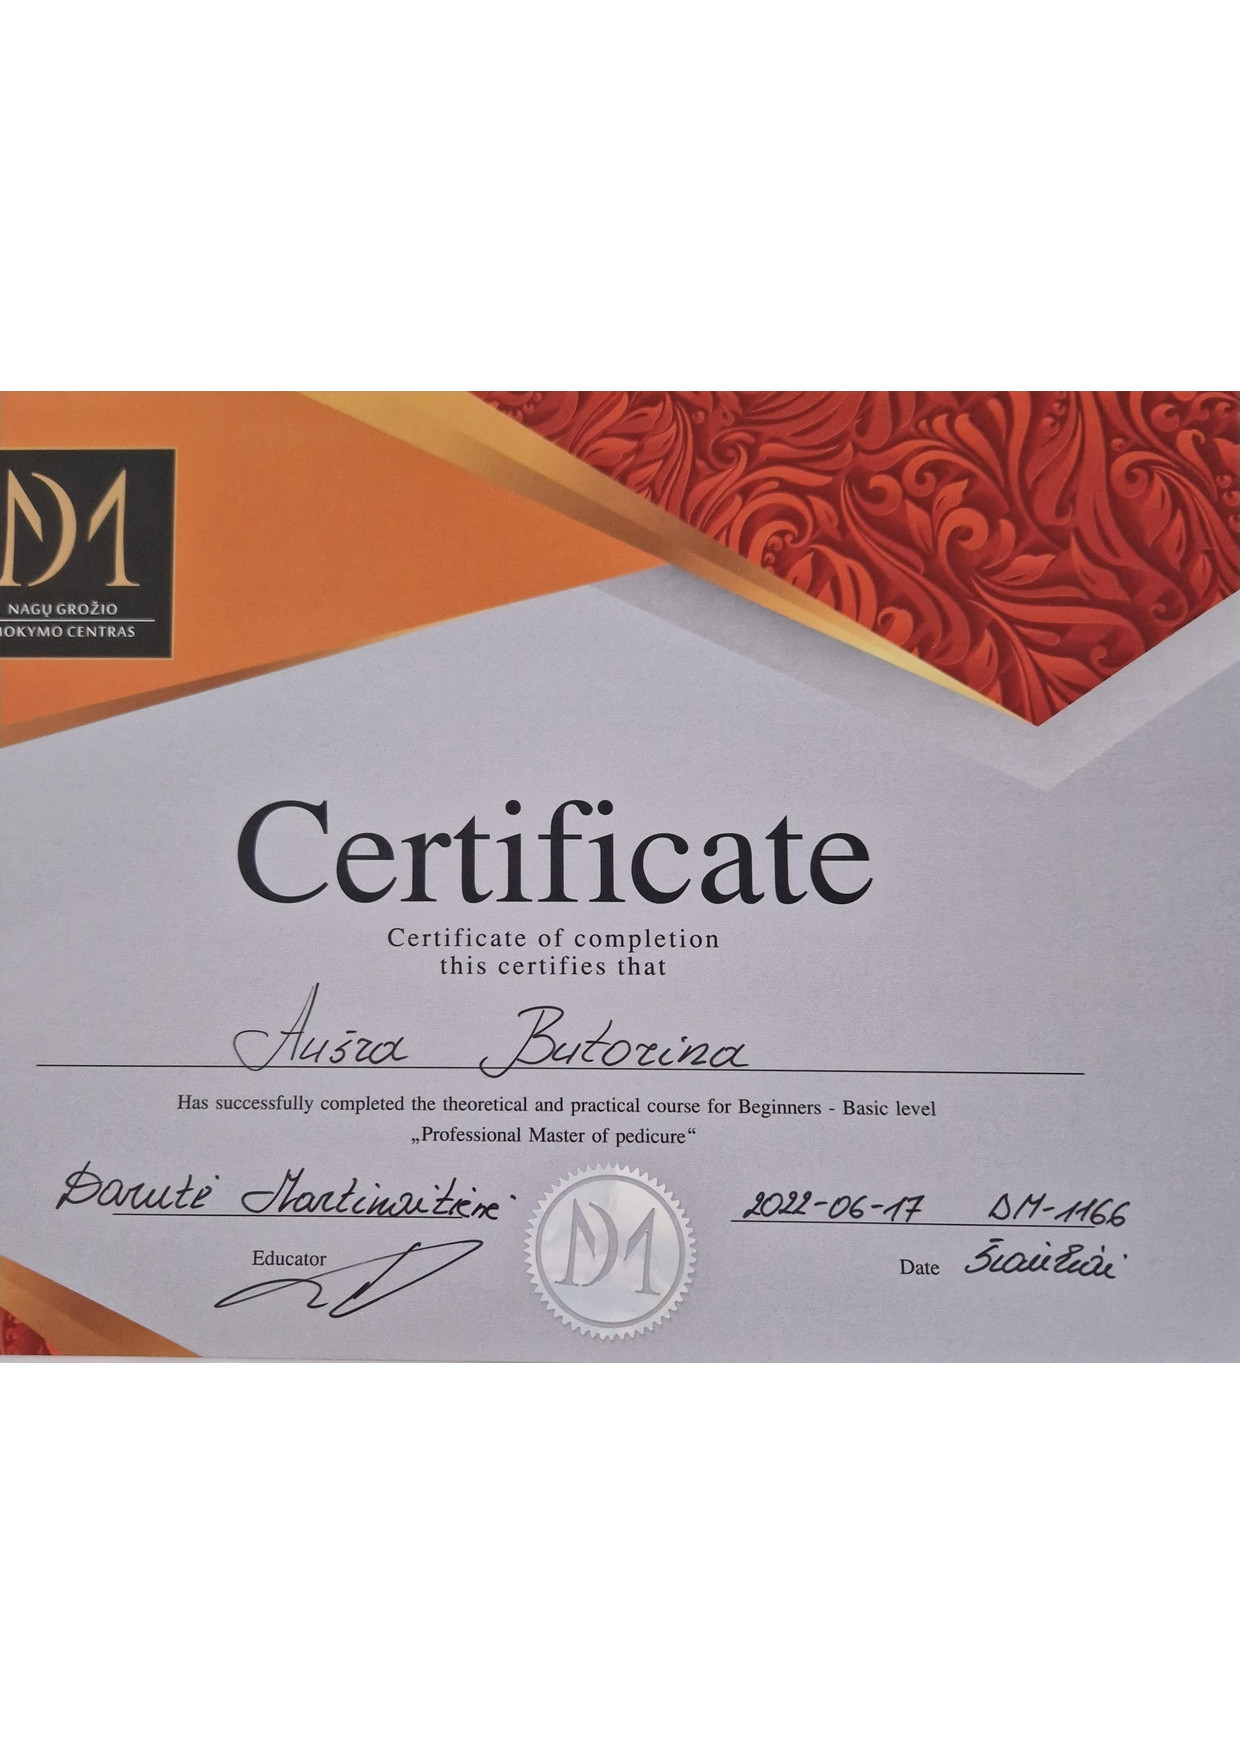 DM
NAGŲ GROŽIO
MOKYMO CENTRAS
Certificate
Certificate of completion
this certifies that
Aušra Butorina
Has successfully completed the theoretical and practical course for Beginners - Basic level
„Professional Master of pedicure“
Darutė Martinaitienė
2022-06-17 DM-1166
Educator
Date Šiauliai
DM